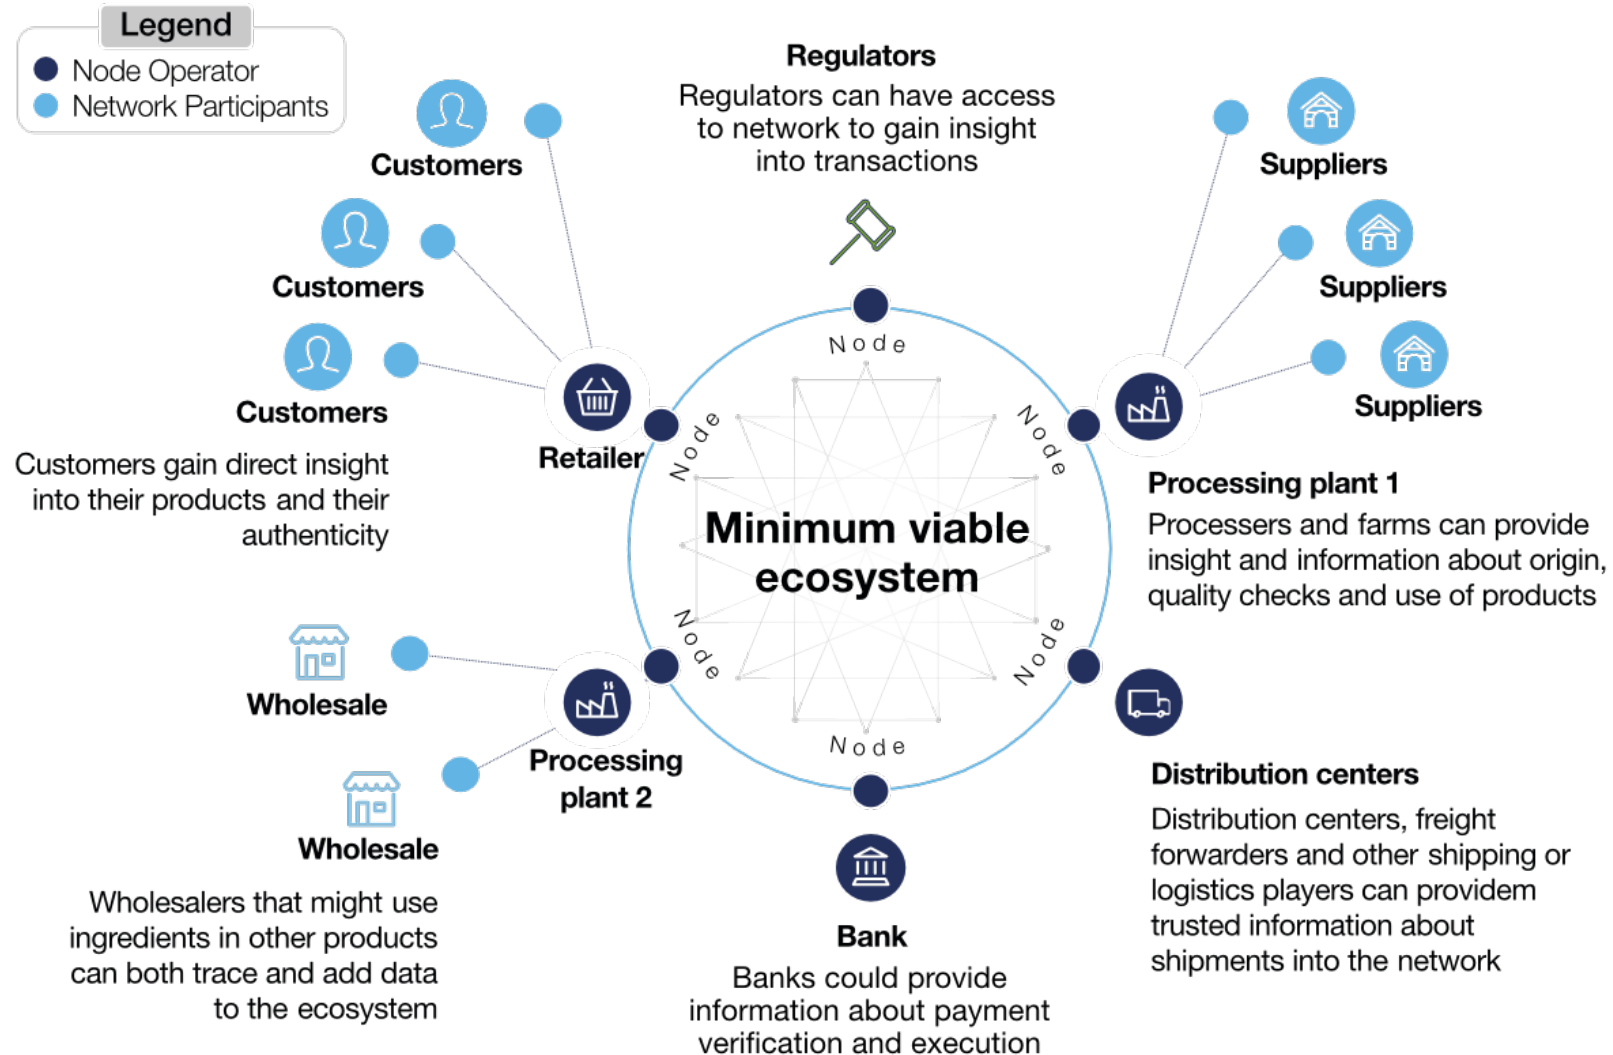 Legend
Node Operator
Network Participants
Customers
Customers
Customers
Customers gain direct insight
into their products and their
authenticity
Retailer
Regulators
Regulators can have access
to network to gain insight
into transactions
Suppliers
Suppliers
Suppliers
Processing plant 1
Processers and farms can provide
insight and information about origin,
quality checks and use of products
Node
Node
Node
Minimum viable
ecosystem
Node
Node
Node
Wholesale
Wholesale
Wholesalers that might use
ingredients in other products
can both trace and add data
to the ecosystem
Processing
plant 2
Bank
Banks could provide
information about payment
verification and execution
Distribution centers
Distribution centers, freight
forwarders and other shipping or
logistics players can providem
trusted information about
shipments into the network